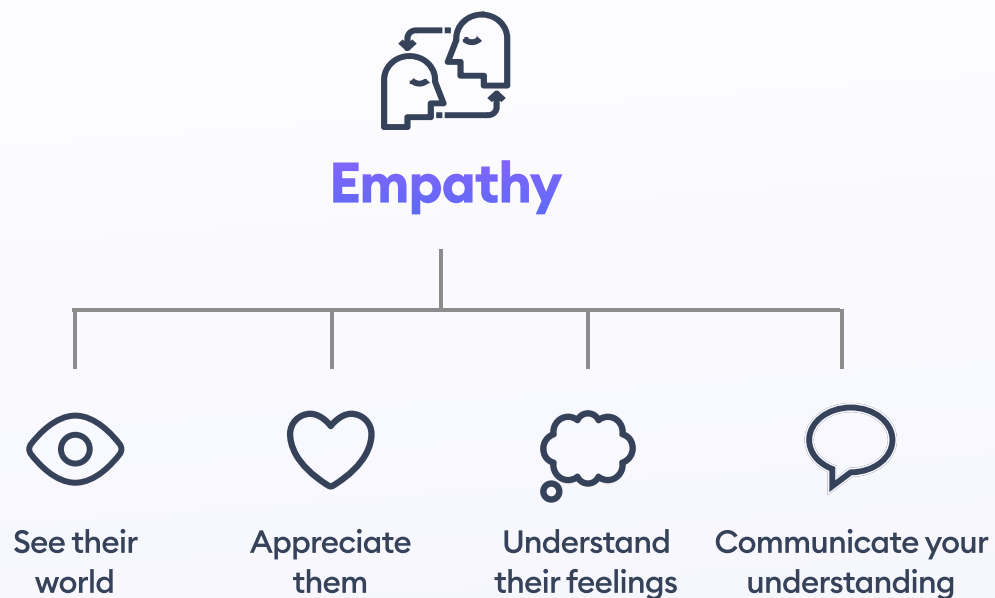 Empathy
See their
world
Appreciate
them
Understand
their feelings
Communicate your
understanding